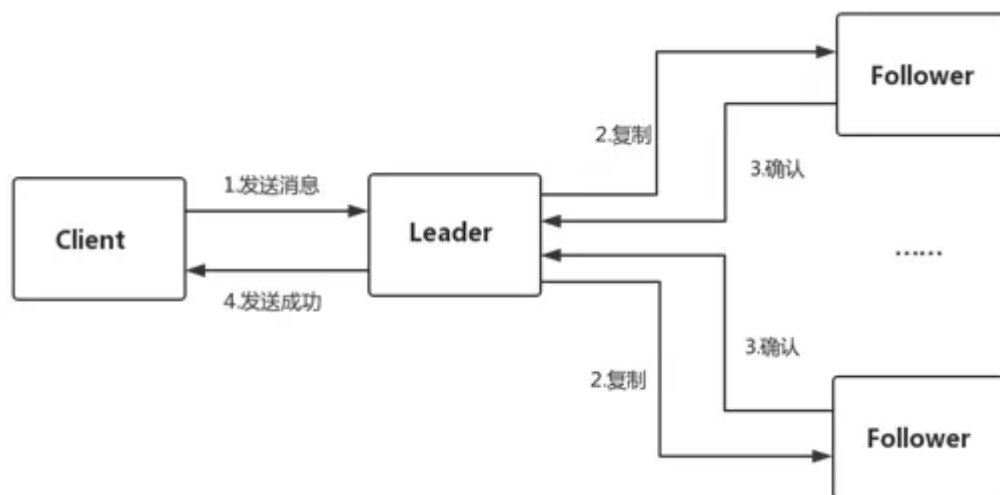 Follower
2.复制
3.确认
1.发送消息
Client
Leader
……
4.发送成功
3.确认
2.复制
Follower